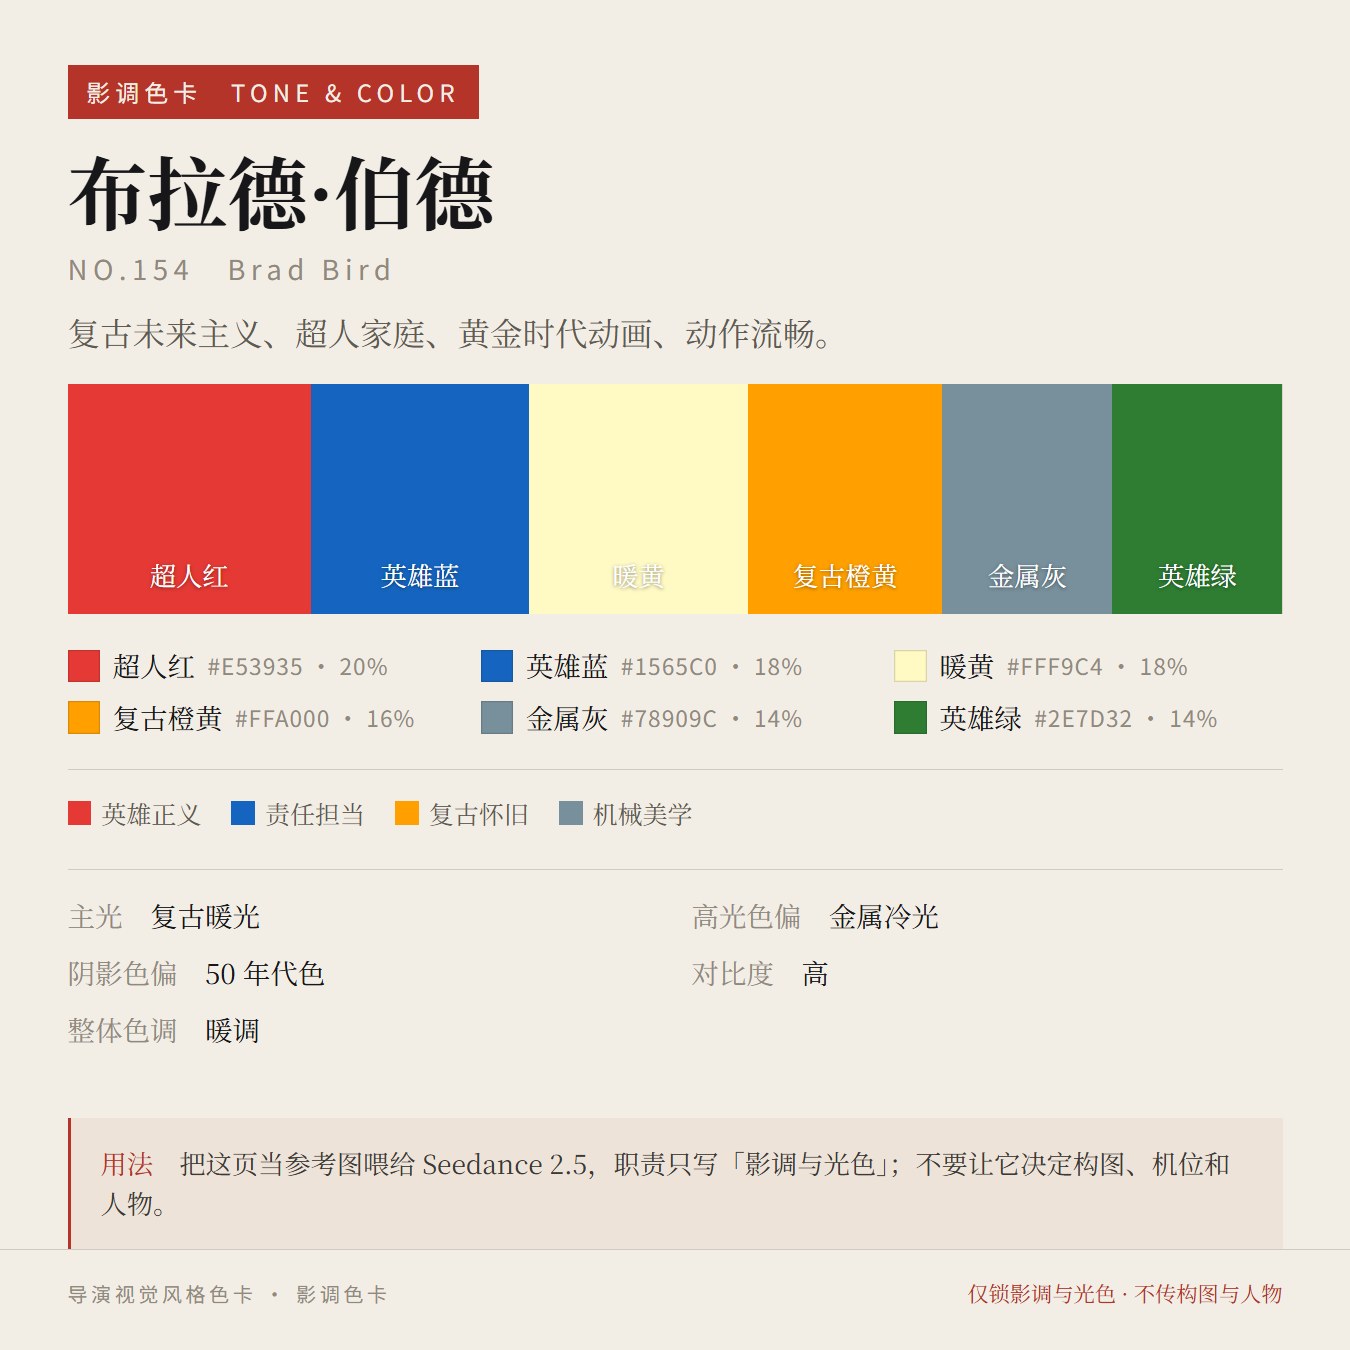 影调色卡 TONE & COLOR
布拉德·伯德
NO.154 Brad Bird
复古未来主义、超人家庭、黄金时代动画、动作流畅。
超人红 英雄蓝 暖黄 复古橙黄 金属灰 英雄绿
超人红 #E53935 · 20% 英雄蓝 #1565C0 · 18% 暖黄 #FFF9C4 · 18%
复古橙黄 #FFA000 · 16% 金属灰 #78909C · 14% 英雄绿 #2E7D32 · 14%
英雄正义 责任担当 复古怀旧 机械美学
主光 复古暖光 高光色偏 金属冷光
阴影色偏 50 年代色 对比度 高
整体色调 暖调
用法 把这页当参考图喂给 Seedance 2.5，职责只写「影调与光色」；不要让它决定构图、机位和
人物。
导演视觉风格色卡 · 影调色卡 仅锁影调与光色 · 不传构图与人物